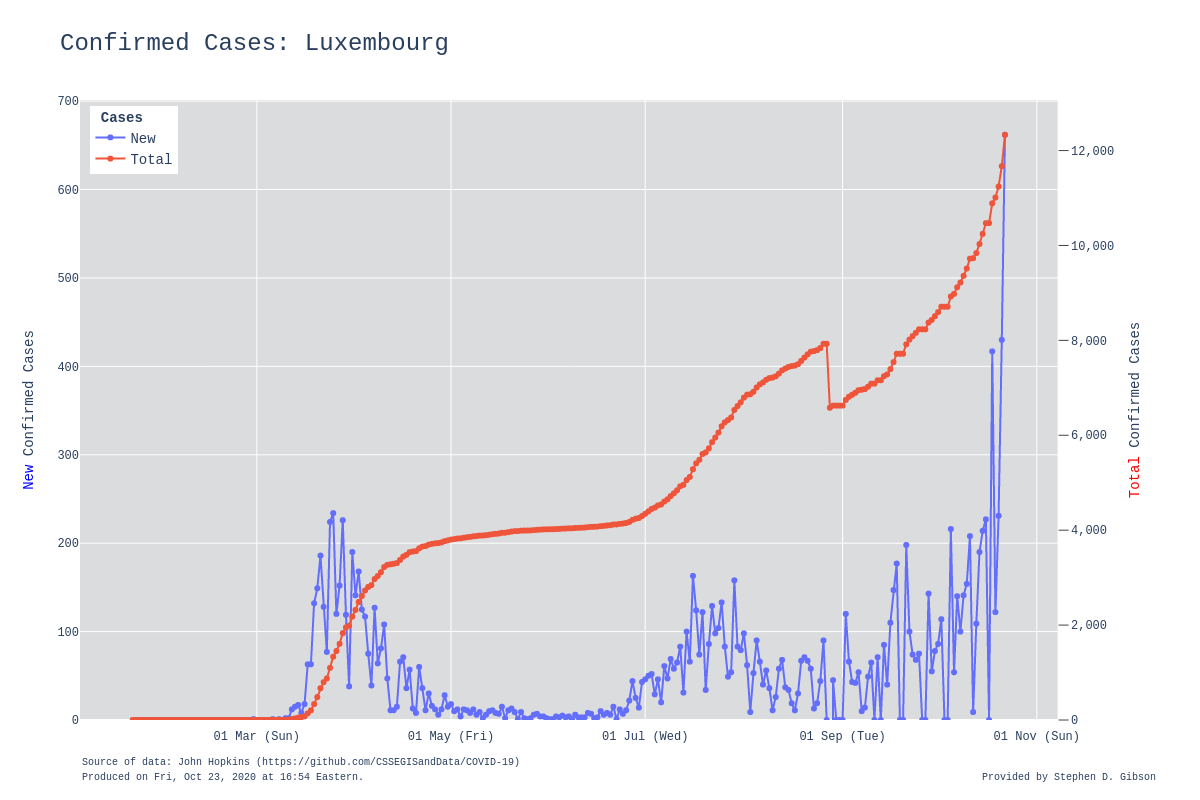 Confirmed Cases: Luxembourg
Cases
New
Total
700
600
500
400
300
200
100
0
New Confirmed Cases
12,000
10,000
8,000
6,000
4,000
2,000
0
Total Confirmed Cases
01 Mar (Sun) 01 May (Fri) 01 Jul (Wed) 01 Sep (Tue) 01 Nov (Sun)
Source of data: John Hopkins (https://github.com/CSSEGISandData/COVID-19)
Produced on Fri, Oct 23, 2020 at 16:54 Eastern.
Provided by Stephen D. Gibson